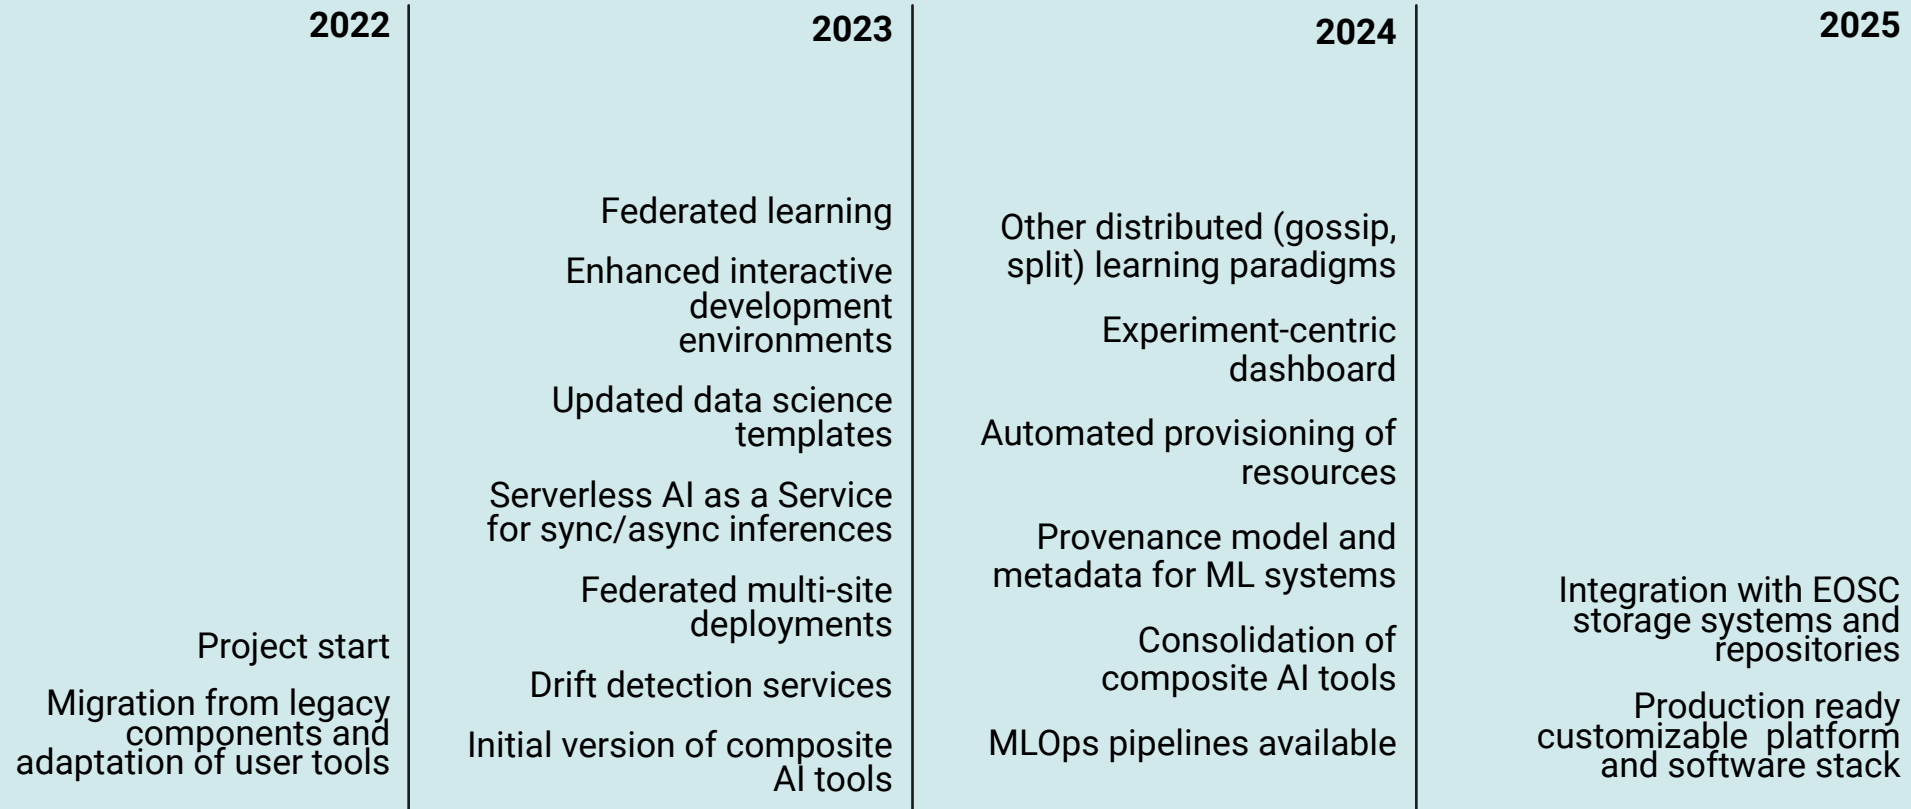 2022
Project start
Migration from legacy
components and
adaptation of user tools
2023
Federated learning
Enhanced interactive
development
environments
Updated data science
templates
Serverless AI as a Service
for sync/async inferences
Federated multi-site
deployments
Drift detection services
Initial version of composite
AI tools
2024
Other distributed (gossip,
split) learning paradigms
Experiment-centric
dashboard
Automated provisioning of
resources
Provenance model and
metadata for ML systems
Consolidation of
composite AI tools
MLOps pipelines available
2025
Integration with EOSC
storage systems and
repositories
Production ready
customizable platform
and software stack